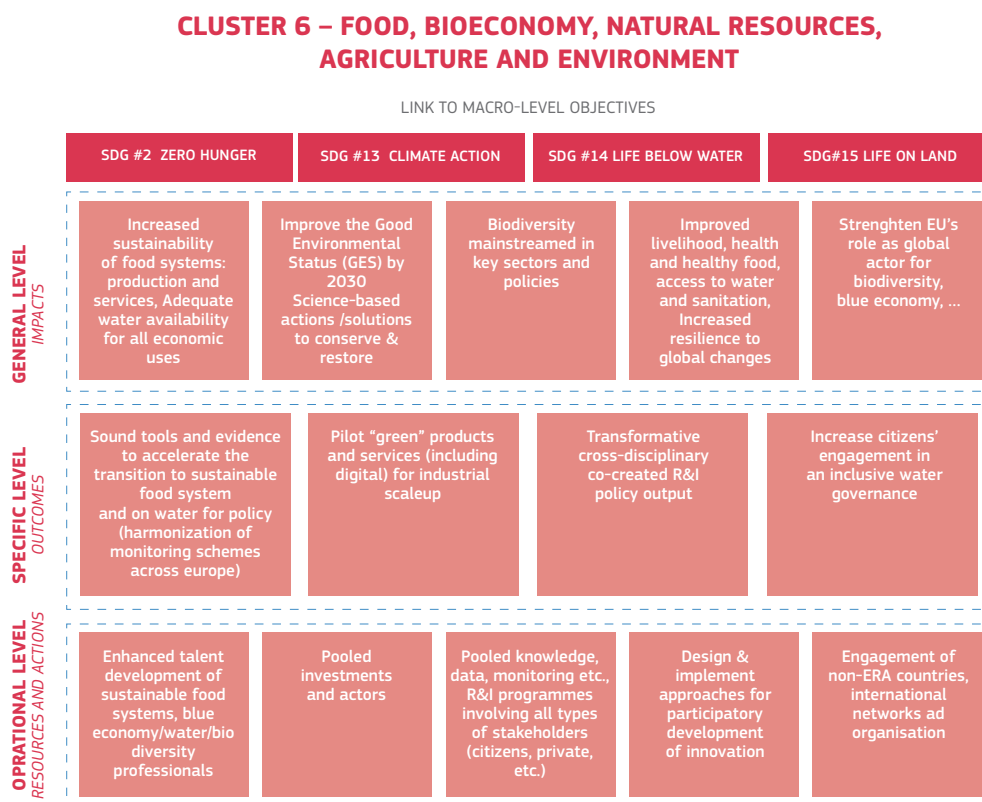 CLUSTER 6 – FOOD, BIOECONOMY, NATURAL RESOURCES,
AGRICULTURE AND ENVIRONMENT
LINK TO MACRO-LEVEL OBJECTIVES
SDG #2 ZERO HUNGER
SDG #13 CLIMATE ACTION
SDG #14 LIFE BELOW WATER
SDG#15 LIFE ON LAND
GENERAL LEVEL
IMPACTS
Increased
sustainability
of food systems:
production and
services, Adequate
water availability
for all economic
uses
Improve the Good
Environmental
Status (GES) by
2030
Science-based
actions /solutions
to conserve &
restore
Biodiversity
mainstreamed in
key sectors and
policies
Improved
livelihood, health
and healthy food,
access to water
and sanitation,
Increased
resilience to
global changes
Strenghten EU's
role as global
actor for
biodiversity,
blue economy, ...
SPECIFIC LEVEL
OUTCOMES
Sound tools and evidence
to accelerate the
transition to sustainable
food system
and on water for policy
(harmonization of
monitoring schemes
across europe)
Pilot “green” products
and services (including
digital) for industrial
scaleup
Transformative
cross-disciplinary
co-created R&I
policy output
Increase citizens’
engagement in
an inclusive water
governance
OPRATIONAL LEVEL
RESOURCES AND ACTIONS
Enhanced talent
development of
sustainable food
systems, blue
economy/water/bio
diversity
professionals
Pooled
investments
and actors
Pooled knowledge,
data, monitoring etc.,
R&I programmes
involving all types
of stakeholders
(citizens, private,
etc.)
Design &
implement
approaches for
participatory
development
of innovation
Engagement of
non-ERA countries,
international
networks ad
organisation